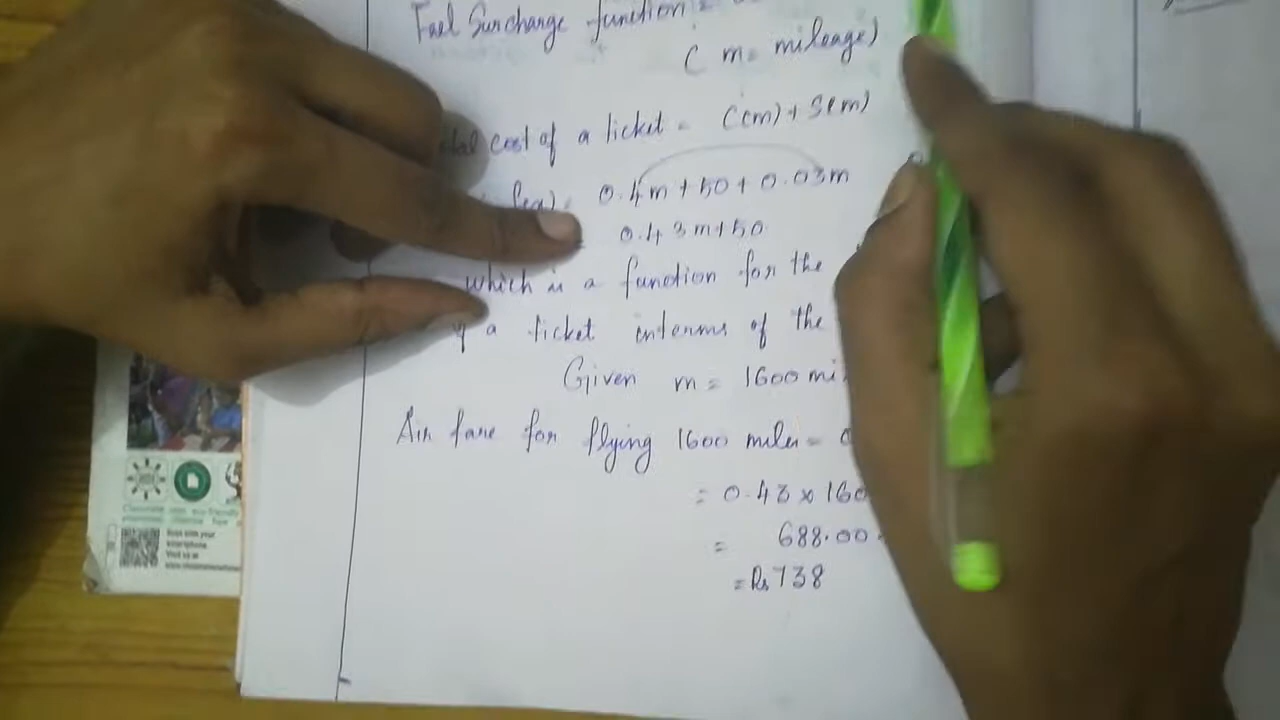 Fuel Surcharge function =
( m = mileage)
cost of a ticket = C(m) + S(m)
0.4m + 50 + 0.03m
0.43m+50
which is a function for the
of a ticket interms of the
Given m = 1600 mi
Air fare for flying 1600 miles =
= 0.43 x 160
= 688.00
= Rs 738